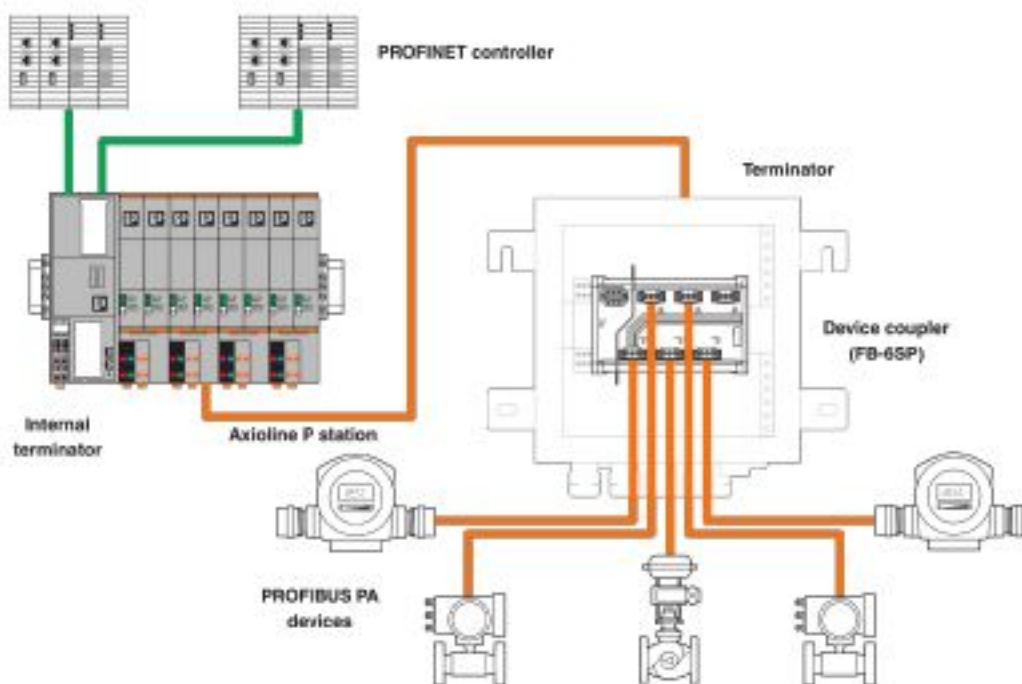 PROFINET controller
Terminator
Device coupler
(FB-6SP)
Internal
terminator
Axioline P station
PROFIBUS PA
devices